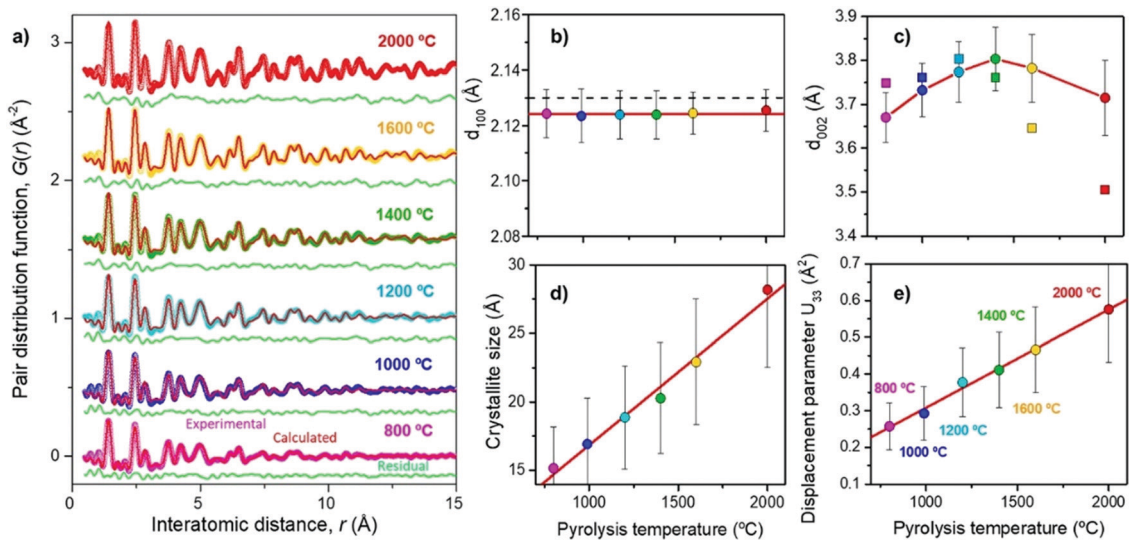 a)
Pair distribution function, G(r) (Å-2)
3
2
1
0
2000 ºC
1600 ºC
1400 ºC
1200 ºC
1000 ºC
Experimental
800 ºC
Calculated
Residual
0 5 10 15
Interatomic distance, r (Å)
b)
d100 (Å)
2.16
2.14
2.12
2.10
2.08
c)
d002 (Å)
3.9
3.8
3.7
3.6
3.5
3.4
d)
Crystallite size (Å)
30
25
20
15
1000 1500 2000
Pyrolysis temperature (ºC)
e)
Displacement parameter U33 (Å2)
0.7
0.6
0.5
0.4
0.3
0.2
0.1
2000 ºC
1400 ºC
800 ºC
1600 ºC
1200 ºC
1000 ºC
1000 1500 2000
Pyrolysis temperature (ºC)